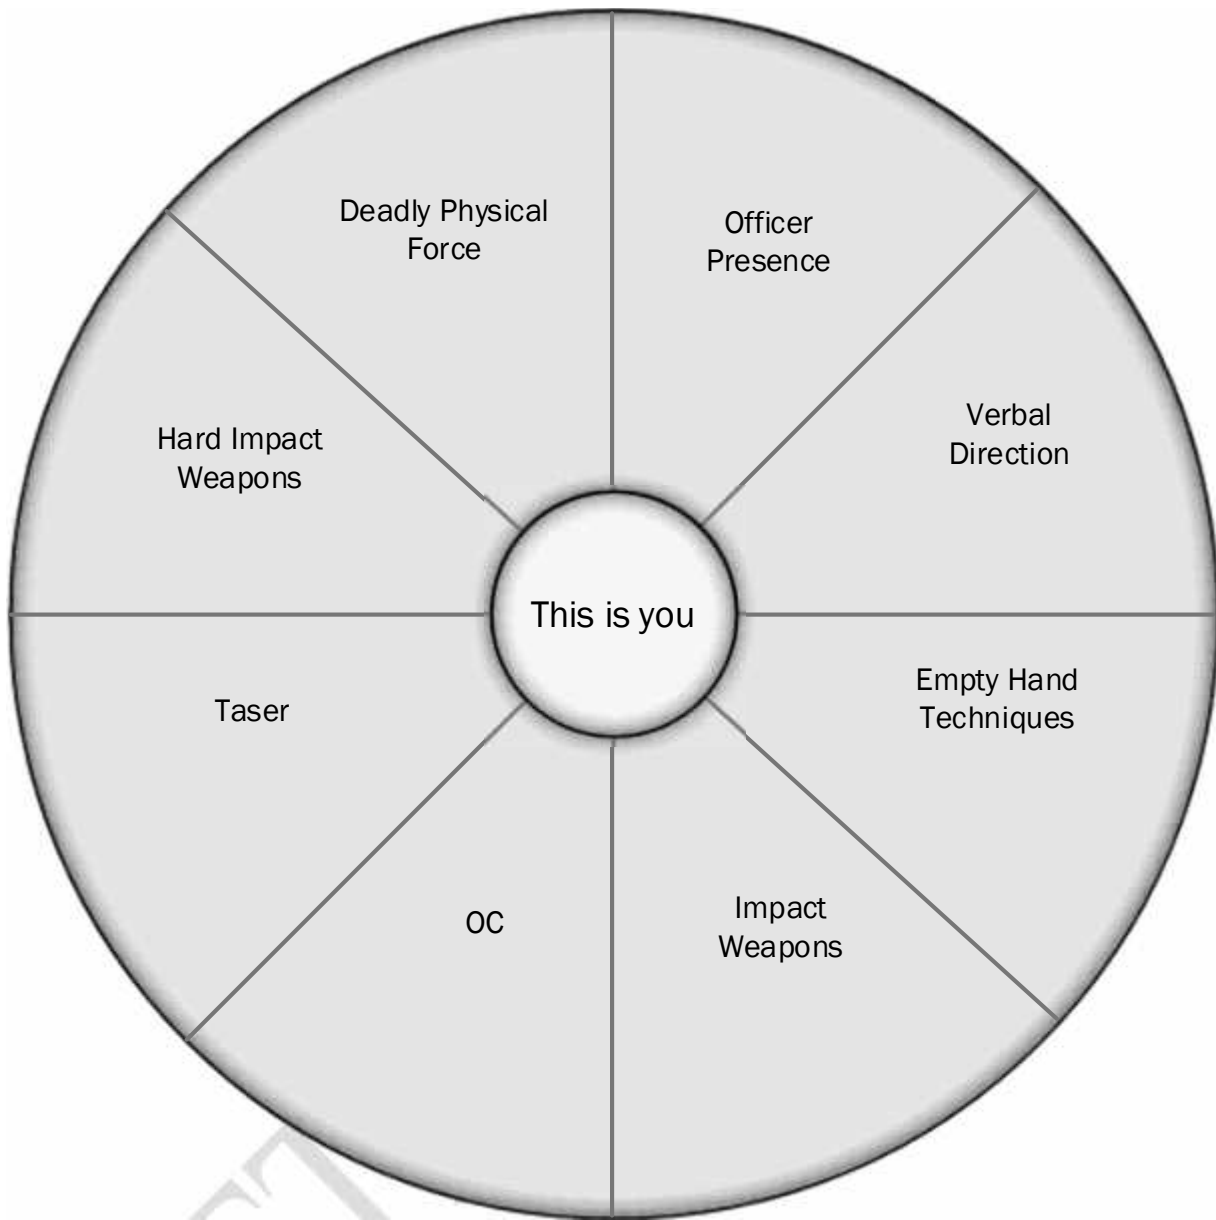 Deadly Physical
Force
Officer
Presence
Verbal
Direction
Hard Impact
Weapons
This is you
Empty Hand
Techniques
Taser
OC
Impact
Weapons